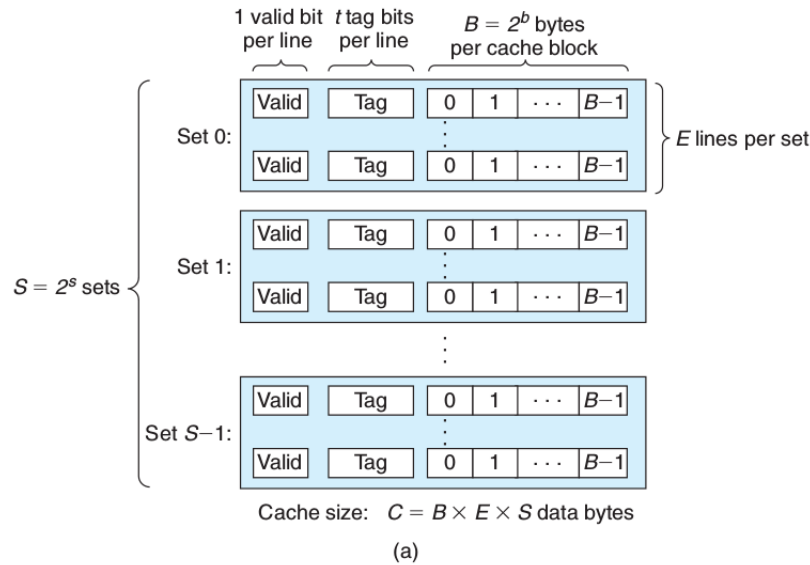 1 valid bit
per line
t tag bits
per line
B = 2ᵇ bytes
per cache block
Valid Tag 0 1 · · · B–1
Set 0:
⋮
Valid Tag 0 1 · · · B–1
E lines per set
Valid Tag 0 1 · · · B–1
Set 1:
⋮
Valid Tag 0 1 · · · B–1
S = 2ˢ sets
⋮
Valid Tag 0 1 · · · B–1
Set S–1:
⋮
Valid Tag 0 1 · · · B–1
Cache size: C = B × E × S data bytes
(a)